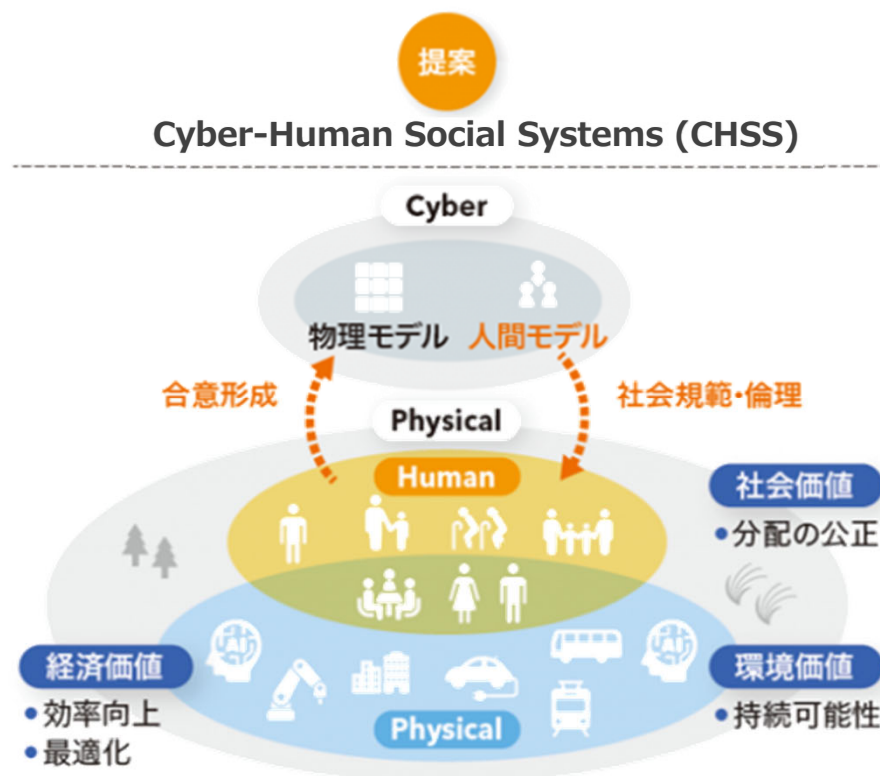 提案
Cyber-Human Social Systems (CHSS)
Cyber
物理モデル 人間モデル
合意形成
社会規範・倫理
Physical
Human
社会価値
•分配の公正
AI
AI
経済価値
•効率向上
•最適化
環境価値
•持続可能性
Physical